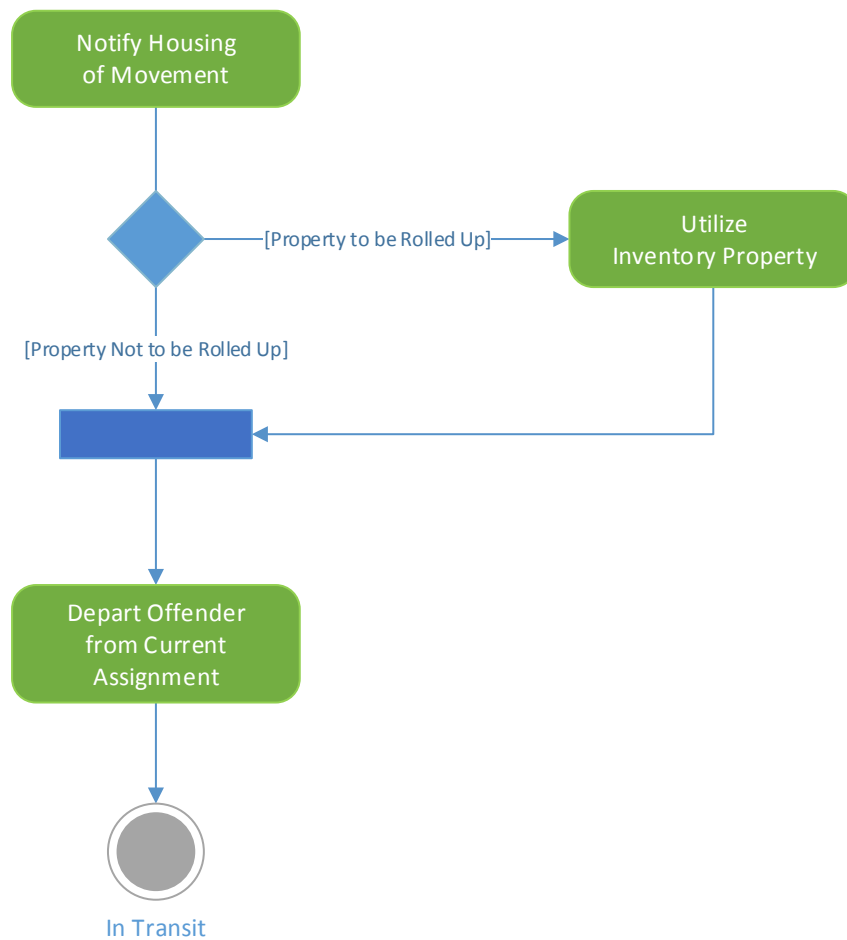 Notify Housing
of Movement
[Property to be Rolled Up]
Utilize
Inventory Property
[Property Not to be Rolled Up]
Depart Offender
from Current
Assignment
In Transit